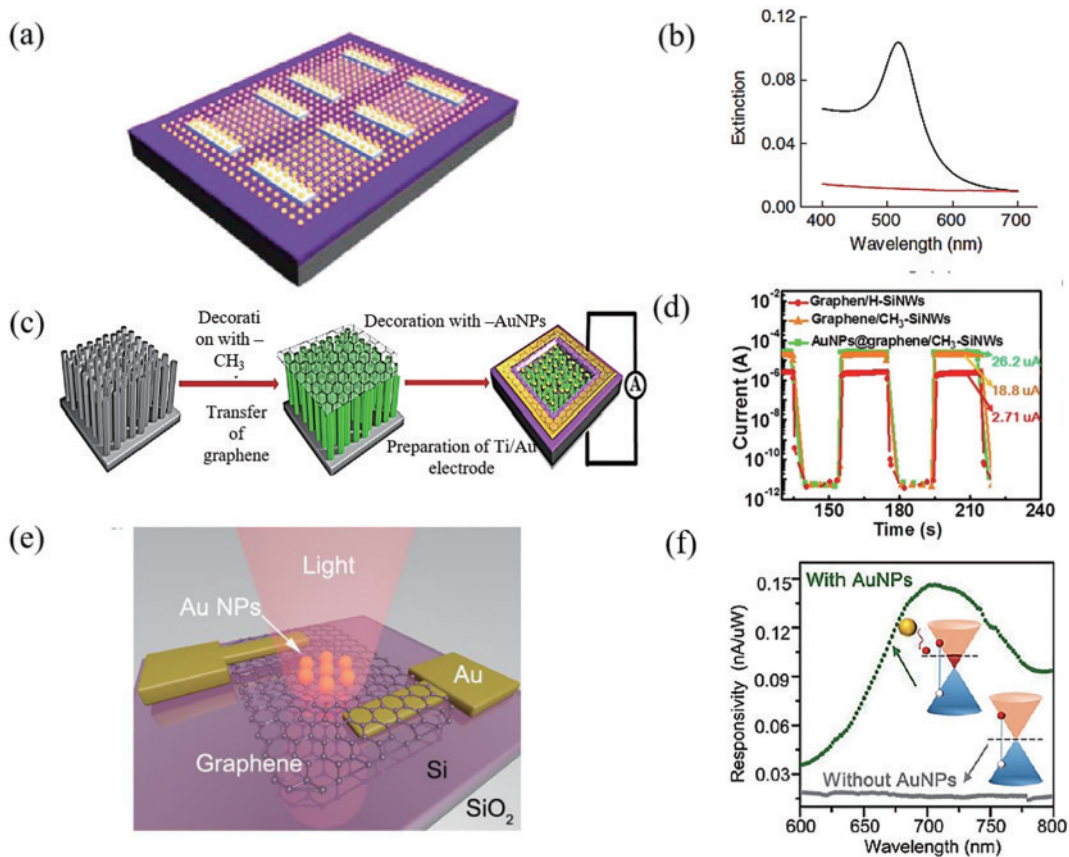 (a)
(b)
Extinction
0.12
0.08
0.04
0.00
400 500 600 700
Wavelength (nm)
(c)
Decorati
on with –
CH3
Transfer
of
graphene
Decoration with –AuNPs
Preparation of Ti/Au
electrode
A
(d)
Current (A)
10-2
10-4
10-6
10-8
10-10
10-12
Graphen/H-SiNWs
Graphene/CH3-SiNWs
AuNPs@graphene/CH3-SiNWs
26.2 uA
18.8 uA
2.71 uA
150 180 210 240
Time (s)
(e)
Light
Au NPs
Au
Graphene
Si
SiO2
(f)
Responsivity (nA/uW)
0.15
0.12
0.09
0.06
0.03
With AuNPs
Without AuNPs
600 650 700 750 800
Wavelength (nm)